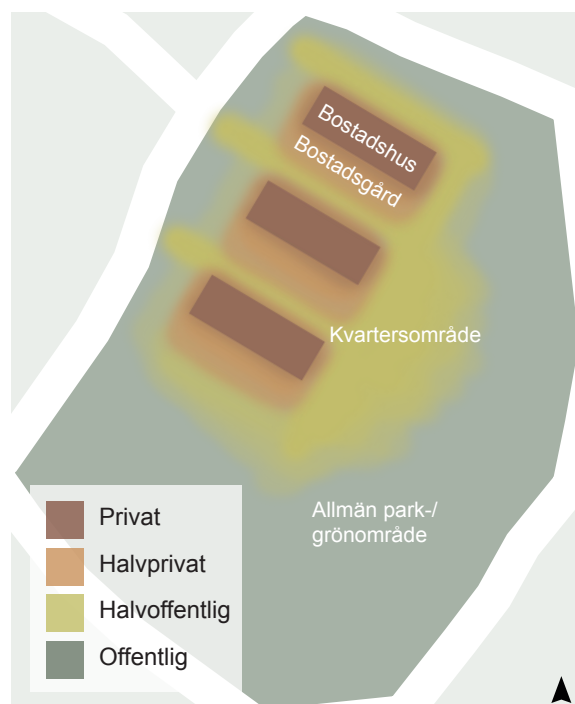 Bostadshus
Bostadsgård
Kvartersområde
Allmän park-/
grönområde
Privat
Halvprivat
Halvoffentlig
Offentlig